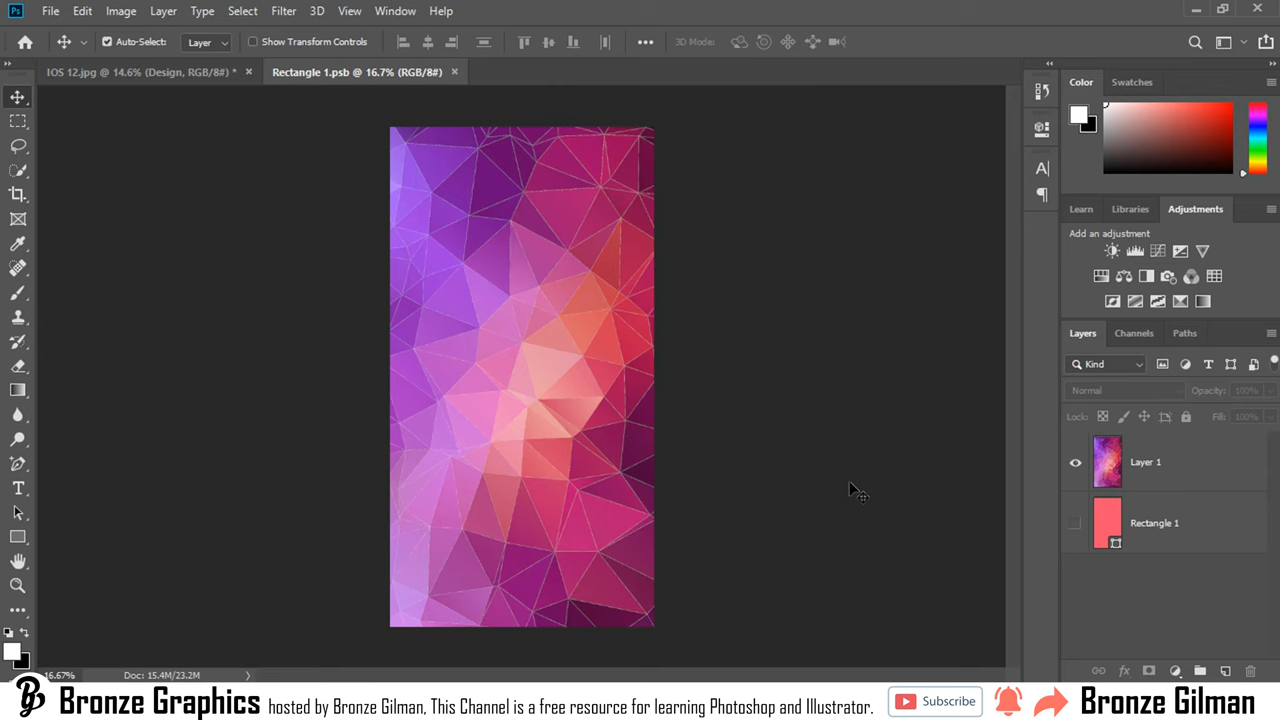 Ps File Edit Image Layer Type Select Filter 3D View Window Help
Auto-Select: Layer Show Transform Controls 3D Mode:
IOS 12.jpg @ 14.6% (Design, RGB/8#) * × Rectangle 1.psb @ 16.7% (RGB/8#) ×
Color Swatches
Learn Libraries Adjustments
Add an adjustment
Layers Channels Paths
Kind
Normal Opacity: 100%
Lock: Fill: 100%
Layer 1
Rectangle 1
16.67% Doc: 15.4M/23.2M
Bronze Graphics hosted by Bronze Gilman, This Channel is a free resource for learning Photoshop and Illustrator. Subscribe Bronze Gilman